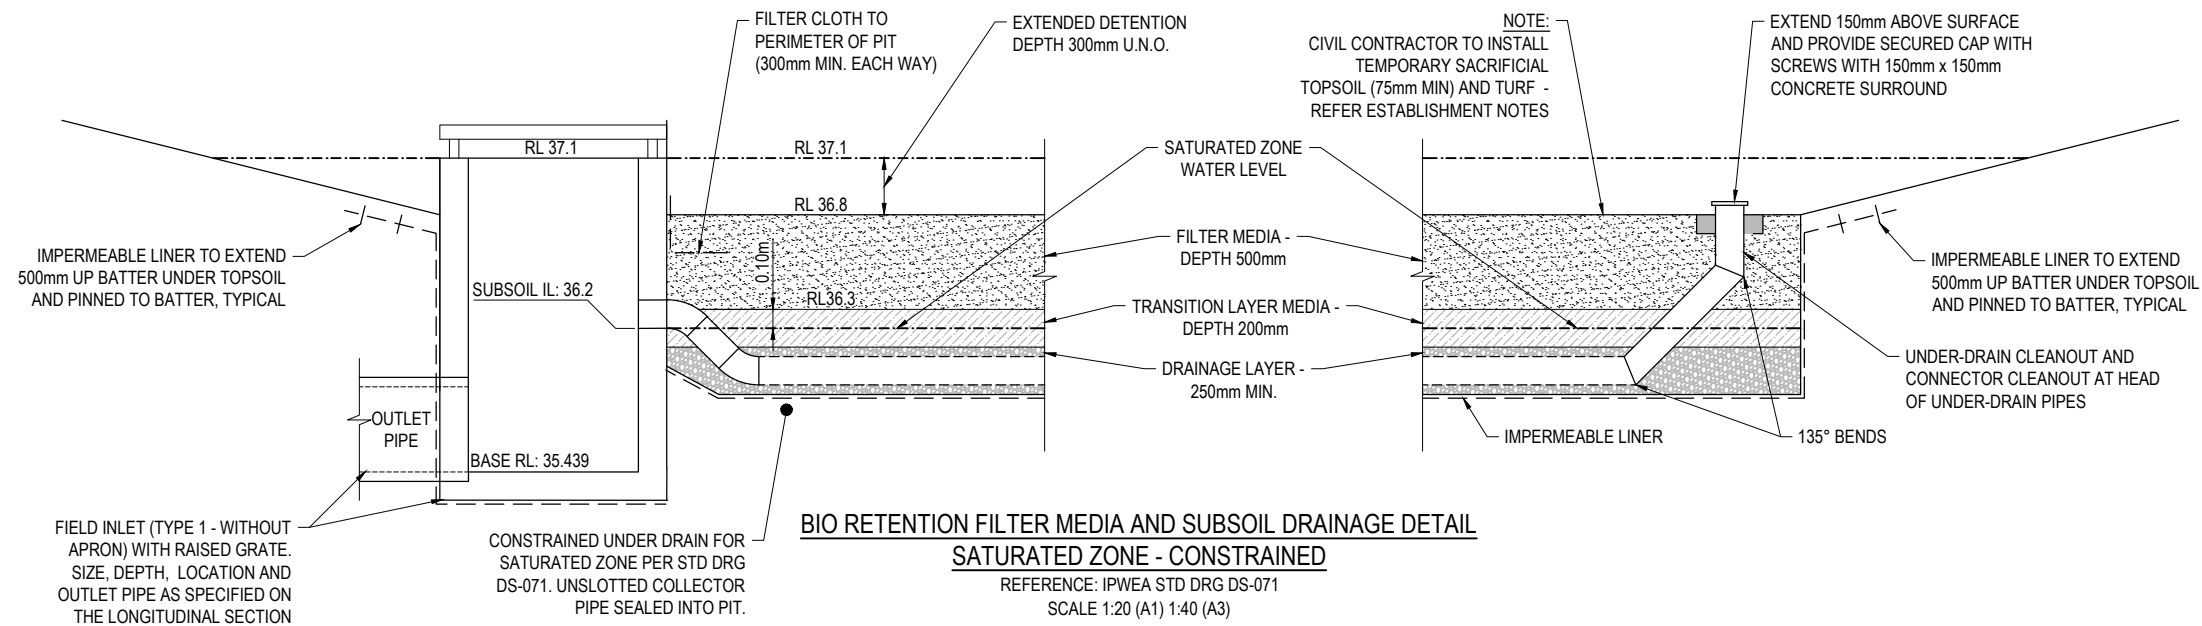 FILTER CLOTH TO
PERIMETER OF PIT
(300mm MIN. EACH WAY)
EXTENDED DETENTION
DEPTH 300mm U.N.O.
NOTE:
CIVIL CONTRACTOR TO INSTALL
TEMPORARY SACRIFICIAL
TOPSOIL (75mm MIN) AND TURF -
REFER ESTABLISHMENT NOTES
EXTEND 150mm ABOVE SURFACE
AND PROVIDE SECURED CAP WITH
SCREWS WITH 150mm x 150mm
CONCRETE SURROUND
RL 37.1
RL 37.1
SATURATED ZONE
WATER LEVEL
RL 36.8
IMPERMEABLE LINER TO EXTEND
500mm UP BATTER UNDER TOPSOIL
AND PINNED TO BATTER, TYPICAL
0.10m
FILTER MEDIA -
DEPTH 500mm
IMPERMEABLE LINER TO EXTEND
500mm UP BATTER UNDER TOPSOIL
AND PINNED TO BATTER, TYPICAL
SUBSOIL IL: 36.2
RL36.3
TRANSITION LAYER MEDIA -
DEPTH 200mm
DRAINAGE LAYER -
250mm MIN.
UNDER-DRAIN CLEANOUT AND
CONNECTOR CLEANOUT AT HEAD
OF UNDER-DRAIN PIPES
OUTLET
PIPE
BASE RL: 35.439
IMPERMEABLE LINER
135° BENDS
FIELD INLET (TYPE 1 - WITHOUT
APRON) WITH RAISED GRATE.
SIZE, DEPTH, LOCATION AND
OUTLET PIPE AS SPECIFIED ON
THE LONGITUDINAL SECTION
CONSTRAINED UNDER DRAIN FOR
SATURATED ZONE PER STD DRG
DS-071. UNSLOTTED COLLECTOR
PIPE SEALED INTO PIT.
BIO RETENTION FILTER MEDIA AND SUBSOIL DRAINAGE DETAIL
SATURATED ZONE - CONSTRAINED
REFERENCE: IPWEA STD DRG DS-071
SCALE 1:20 (A1) 1:40 (A3)